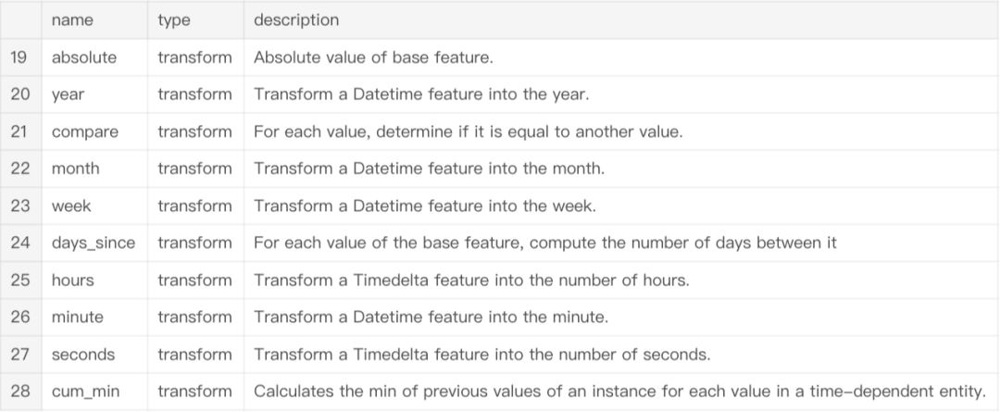 name type description
19 absolute transform Absolute value of base feature.
20 year transform Transform a Datetime feature into the year.
21 compare transform For each value, determine if it is equal to another value.
22 month transform Transform a Datetime feature into the month.
23 week transform Transform a Datetime feature into the week.
24 days_since transform For each value of the base feature, compute the number of days between it
25 hours transform Transform a Timedelta feature into the number of hours.
26 minute transform Transform a Datetime feature into the minute.
27 seconds transform Transform a Timedelta feature into the number of seconds.
28 cum_min transform Calculates the min of previous values of an instance for each value in a time-dependent entity.